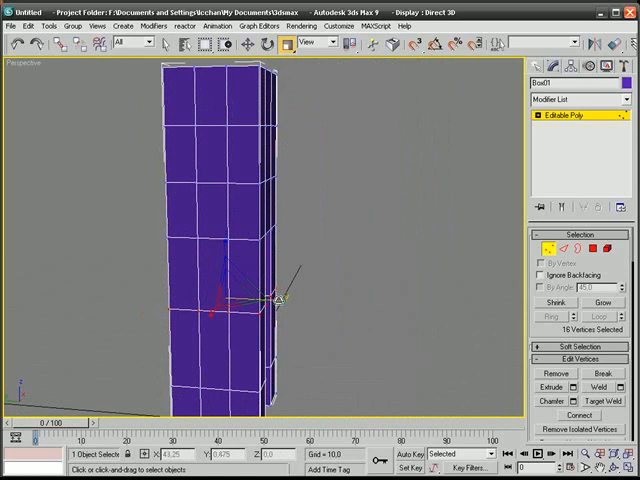 Untitled - Project Folder: F:\Documents and Settings\lcchan\My Documents\3dsmax - Autodesk 3ds Max 9 - Display : Direct 3D
File Edit Tools Group Views Create Modifiers reactor Animation Graph Editors Rendering Customize MAXScript Help
All View
Perspective
Box01
Modifier List
Editable Poly
Selection
By Vertex
Ignore Backfacing
By Angle: 45,0
Shrink Grow
Ring Loop
16 Vertices Selected
Soft Selection
Edit Vertices
Remove Break
Extrude Weld
Chamfer Target Weld
Connect
Remove Isolated Vertices
0 / 100
0 10 20 30 40 50 60 70 80 90 100
1 Object Selecte X 43,25 Y 0,675 Z 0,0 Grid = 10,0 Auto Key Selected
Click or click-and-drag to select objects Add Time Tag Set Key Key Filters... 0